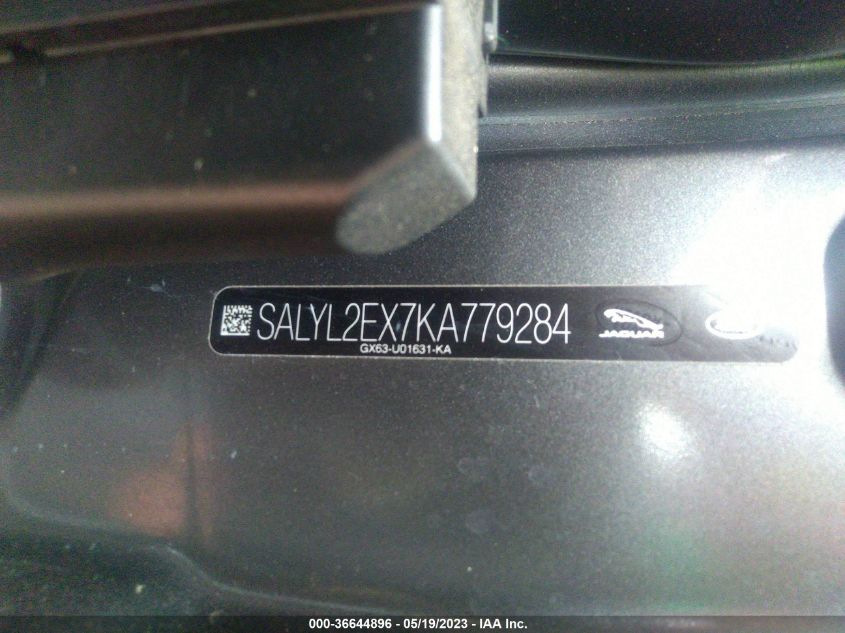 SALYL2EX7KA779284
GX63-U01631-KA
JAGUAR
000-36644896 - 05/19/2023 - IAA Inc.